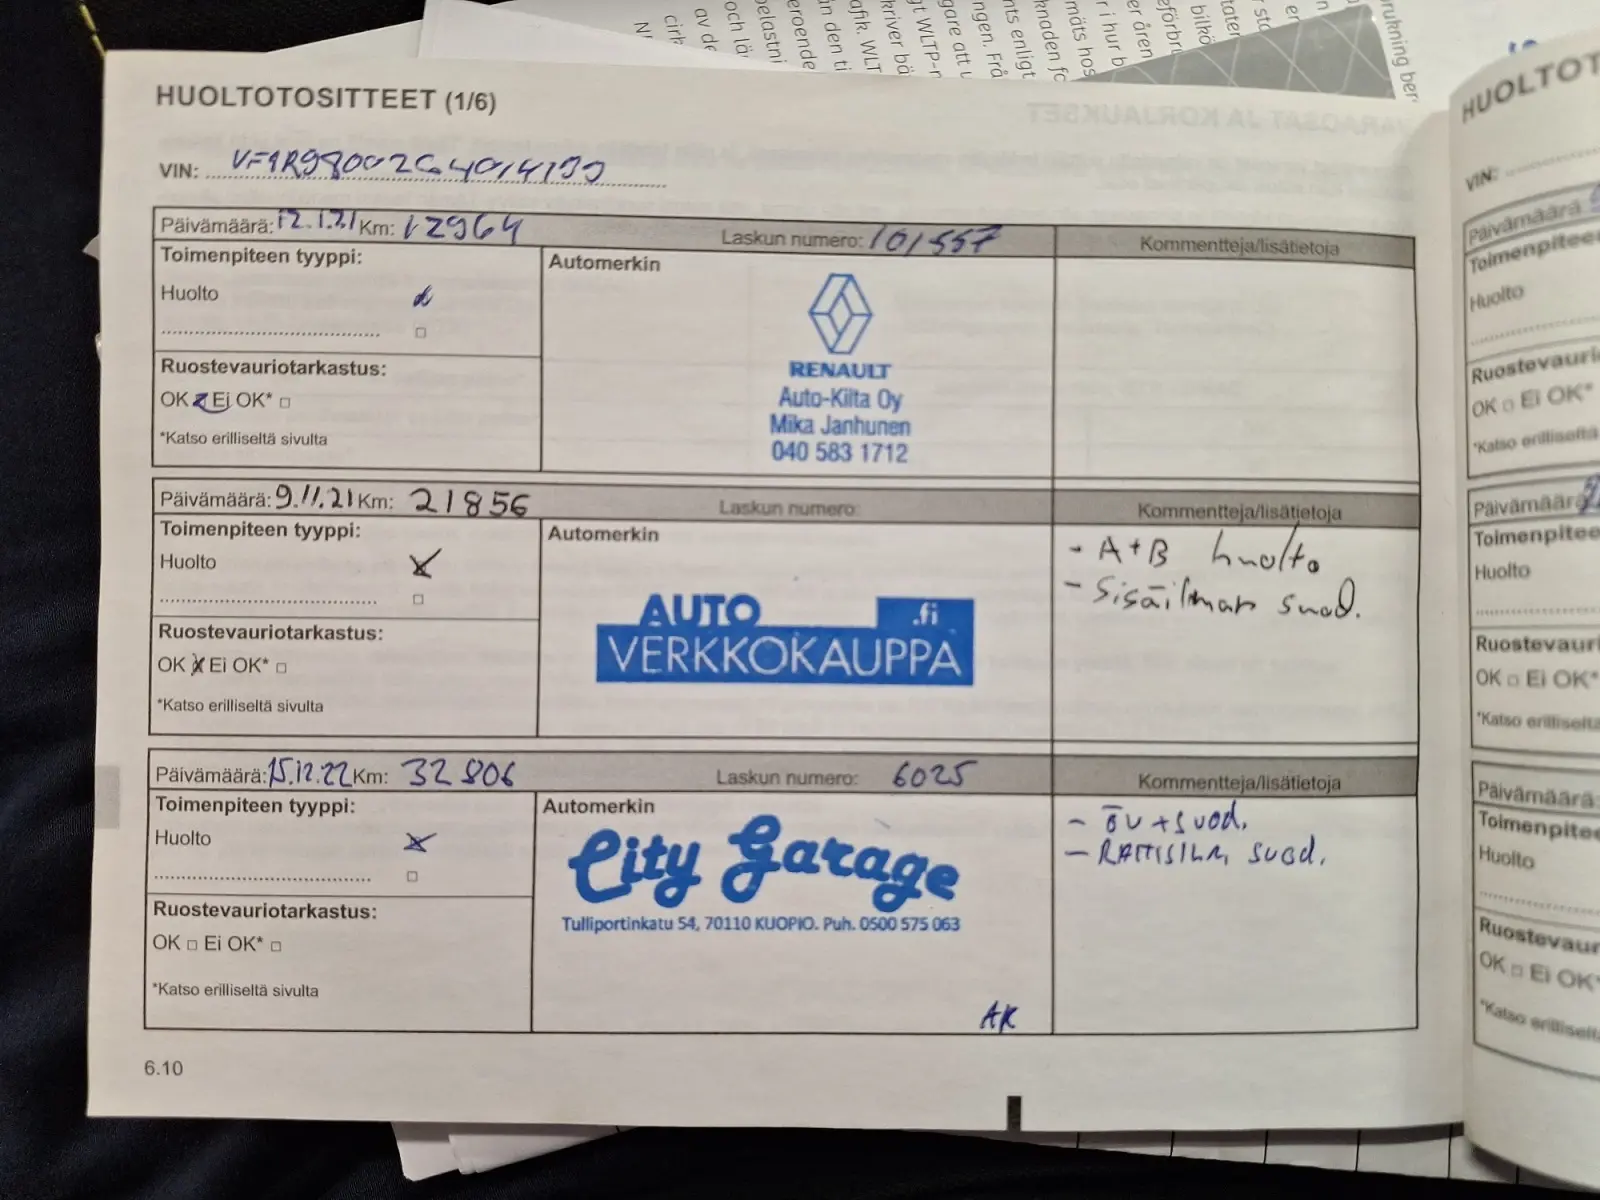 HUOLTOTOSITTEET (1/6)
VIN:
Päivämäärä: 12.1.21 Km: 12964 Laskun numero: 101557 Kommentteja/lisätietoja
Toimenpiteen tyyppi: Automerkin
Huolto
RENAULT
Auto-Kilta Oy
Mika Janhunen
040 583 1712
Ruostevauriotarkastus:
OK Ei OK*
*Katso erilliseltä sivulta
Päivämäärä: 9.11.21 Km: 21856 Laskun numero: Kommentteja/lisätietoja
Toimenpiteen tyyppi: Automerkin
Huolto
- A+B huolto
- Sisäilman suod.
AUTO .fi
VERKKOKAUPPA
Ruostevauriotarkastus:
OK Ei OK*
*Katso erilliseltä sivulta
Päivämäärä: 15.12.22 Km: 32806 Laskun numero: 6025 Kommentteja/lisätietoja
Toimenpiteen tyyppi: Automerkin
Huolto
- ÖV + SUOD.
- RAITISILM, SUOD.
City Garage
Tulliportinkatu 54, 70110 KUOPIO. Puh. 0500 575 063
Ruostevauriotarkastus:
OK Ei OK*
*Katso erilliseltä sivulta
AK
6.10
HUOLTOT
VIN:
Päivämäärä
Toimenpitee
Huolto
Ruostevauri
OK Ei OK*
*Katso erilliseltä
Päivämäärä
Toimenpitee
Huolto
Ruostevauri
OK Ei OK*
*Katso erilliseltä
Päivämäärä:
Toimenpitee
Huolto
Ruostevaur
OK Ei OK*
*Katso erilliselt